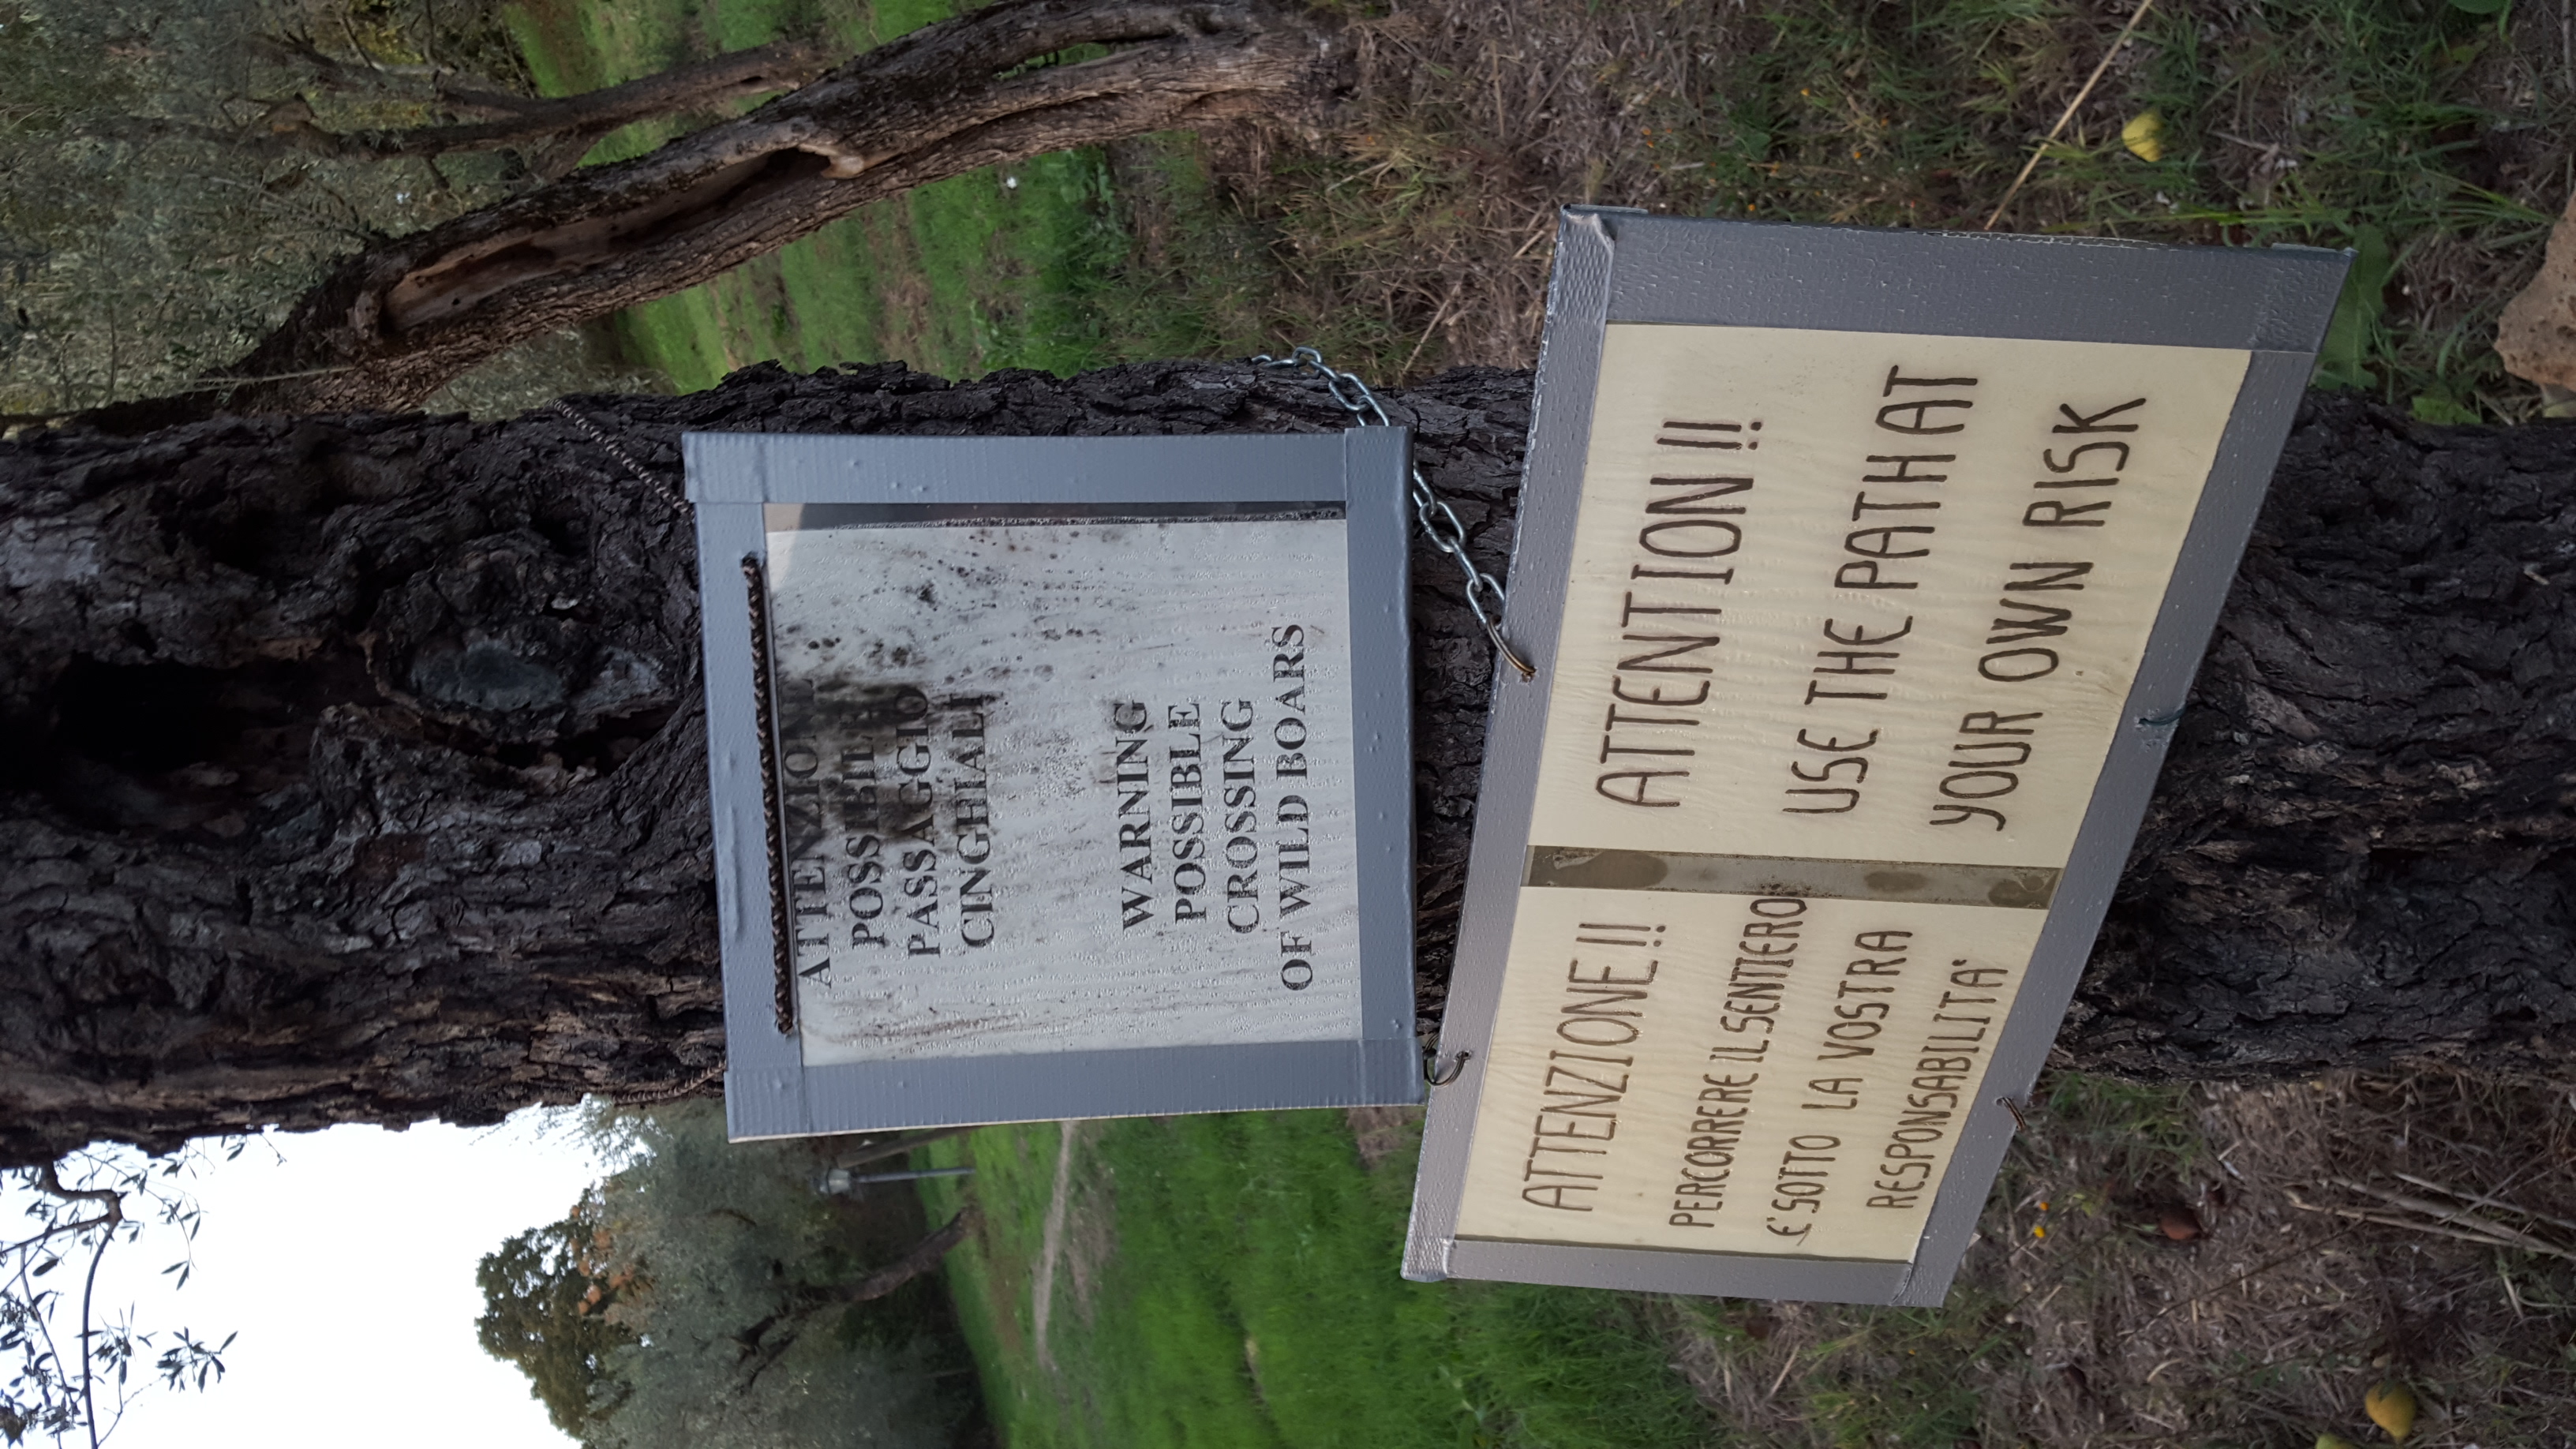 ATTENZIONE
POSSIBILE
PASSAGGIO
CINGHIALI
WARNING
POSSIBLE
CROSSING
OF WILD BOARS
ATTENZIONE !!
PERCORRERE IL SENTIERO
E' SOTTO LA VOSTRA
RESPONSABILITA'
ATTENTION !!
USE THE PATH AT
YOUR OWN RISK